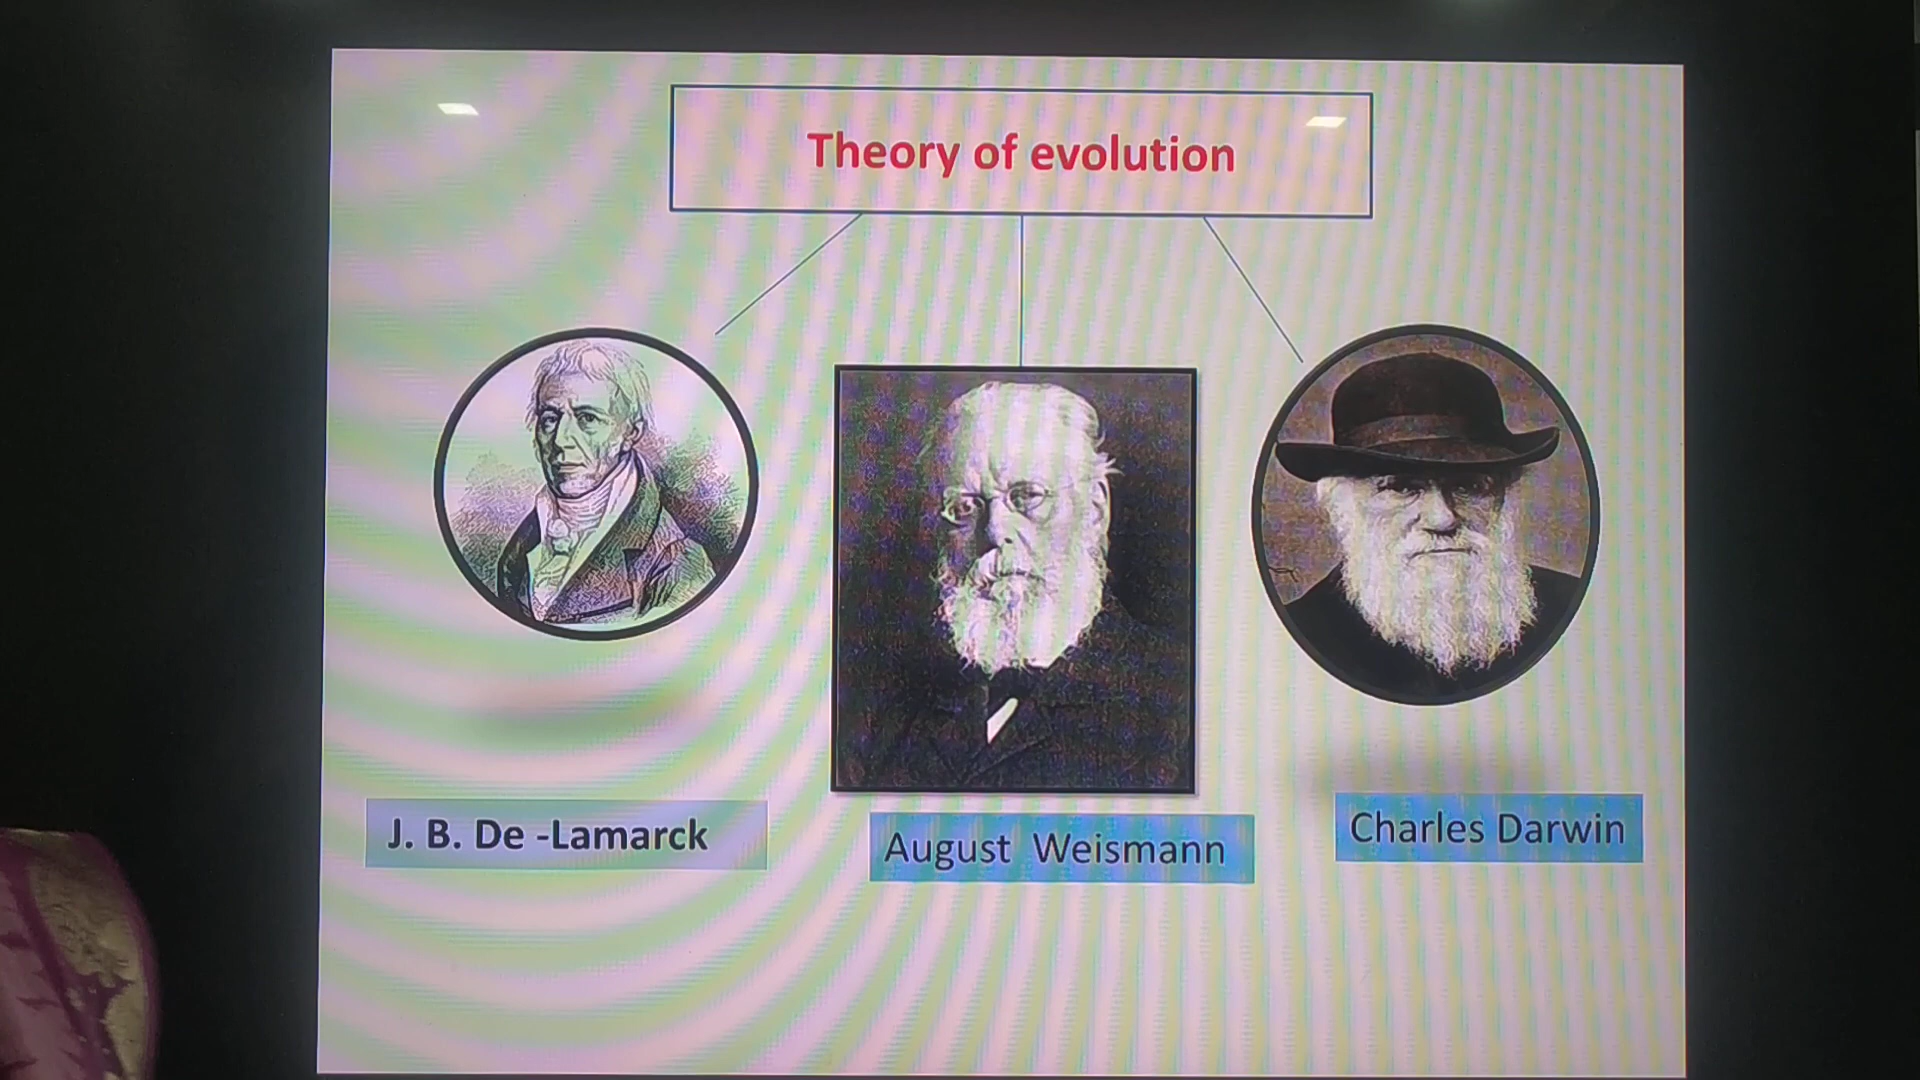 Theory of evolution
J. B. De -Lamarck
August Weismann
Charles Darwin